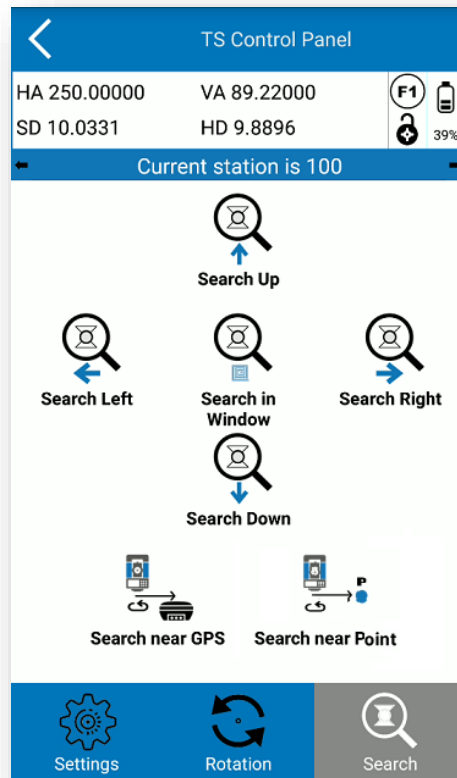 TS Control Panel
HA 250.00000 VA 89.22000 F1
SD 10.0331 HD 9.8896 39%
Current station is 100
Search Up
Search Left Search in Window Search Right
Search Down
P
Search near GPS Search near Point
Settings Rotation Search